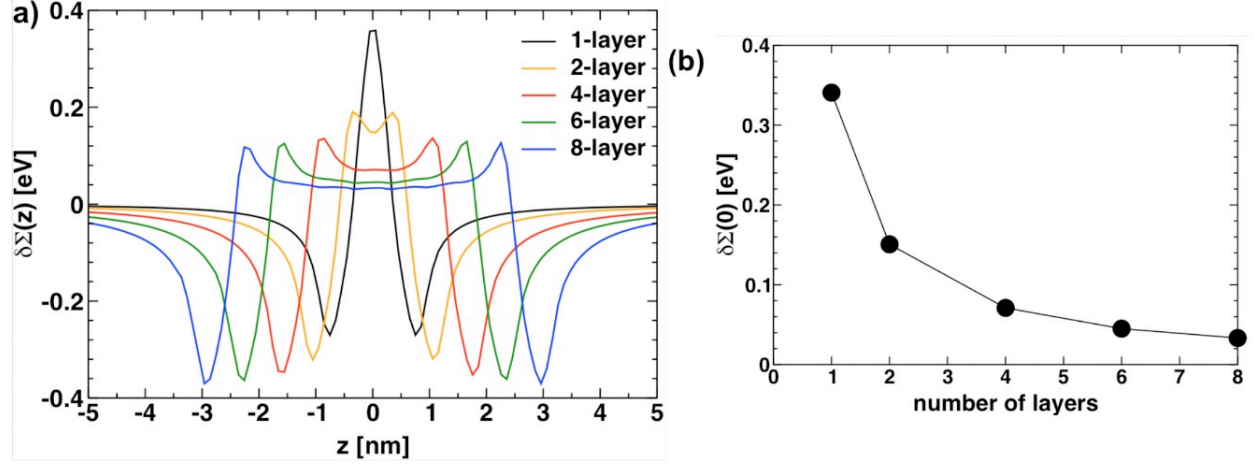 a)
0.4
0.2
0
-0.2
-0.4
δΣ(z) [eV]
1-layer
2-layer
4-layer
6-layer
8-layer
-5 -4 -3 -2 -1 0 1 2 3 4 5
z [nm]
(b)
0.4
0.3
0.2
0.1
0
δΣ(0) [eV]
0 1 2 3 4 5 6 7 8
number of layers